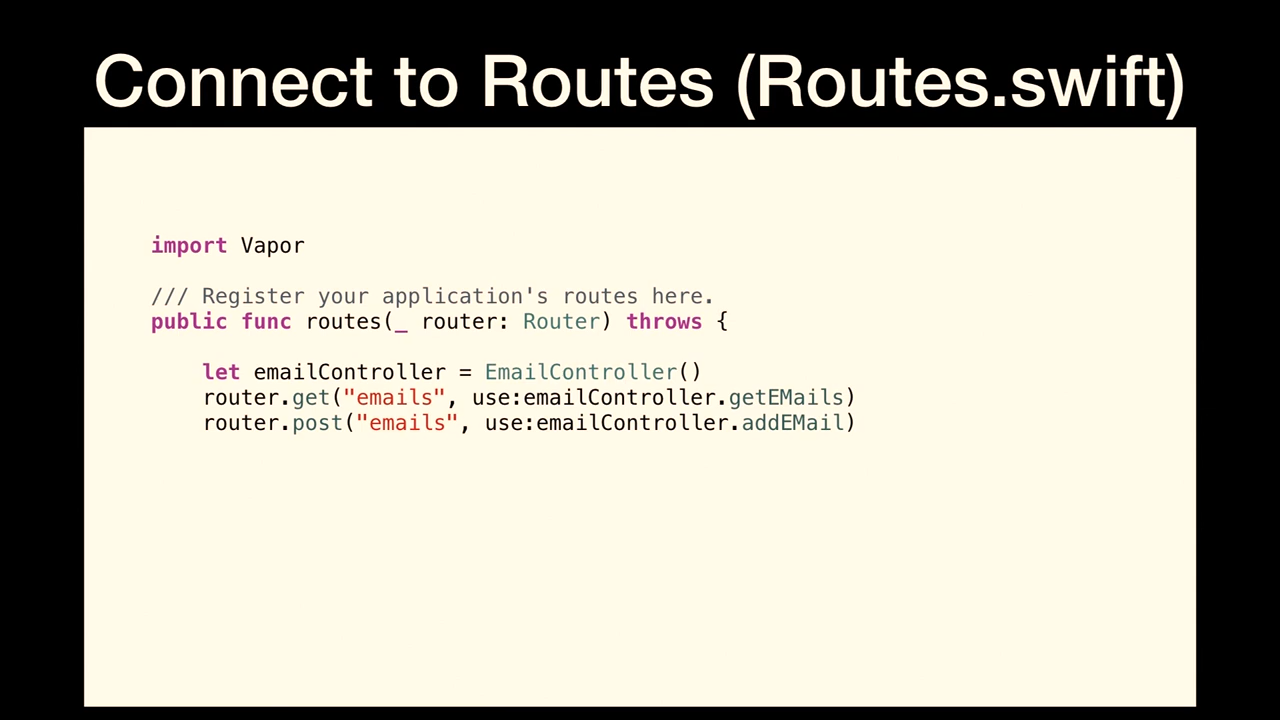 Connect to Routes (Routes.swift)
import Vapor
/// Register your application's routes here.
public func routes(_ router: Router) throws {
let emailController = EmailController()
router.get("emails", use:emailController.getEMails)
router.post("emails", use:emailController.addEMail)